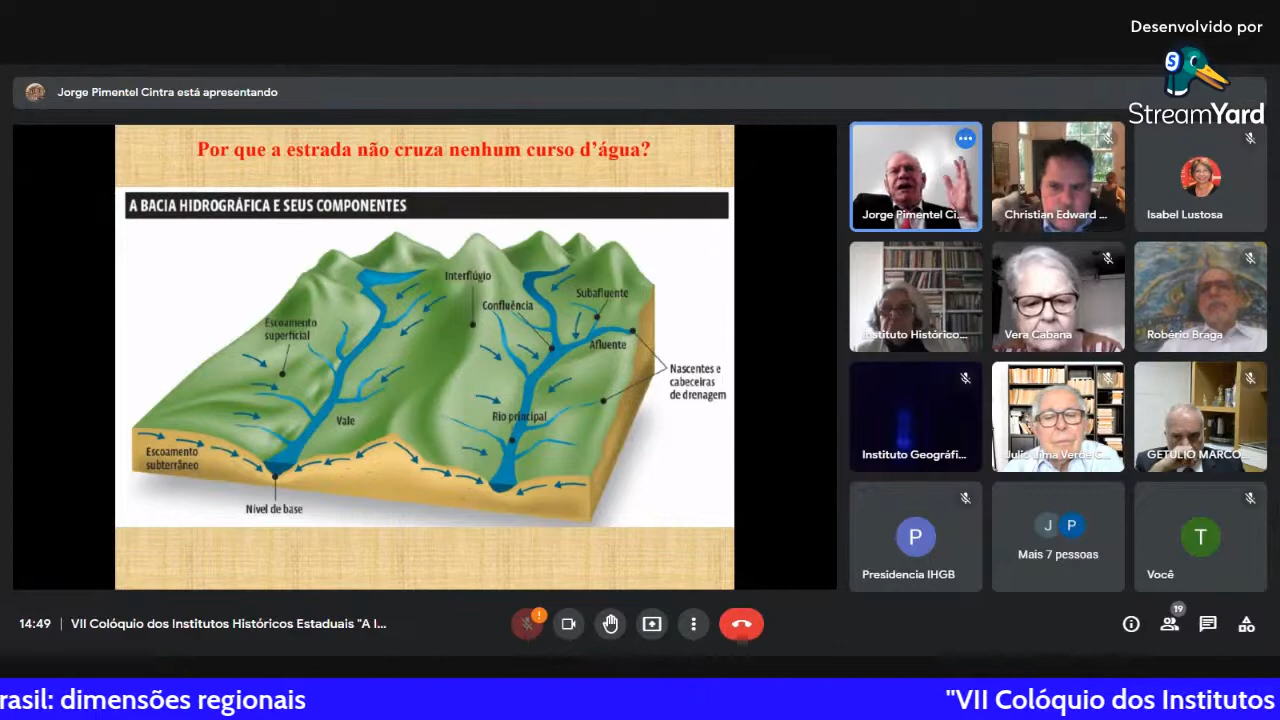 Desenvolvido por
StreamYard
Jorge Pimentel Cintra está apresentando
Por que a estrada não cruza nenhum curso d'água?
A BACIA HIDROGRÁFICA E SEUS COMPONENTES
Interflúvio
Subafluente
Confluência
Escoamento
superficial
Afluente
Nascentes e
cabeceiras
de drenagem
Vale
Rio principal
Escoamento
subterrâneo
Nível de base
Jorge Pimentel Ci...
Christian Edward ...
Isabel Lustosa
Instituto Histórico...
Vera Cabana
Robério Braga
Instituto Geográfi...
Julio Lima Verde C...
GETULIO MARCO...
P
Presidencia IHGB
J P
Mais 7 pessoas
T
Você
14:49 | VII Colóquio dos Institutos Históricos Estaduais "A I...
19
rasil: dimensões regionais
"VII Colóquio dos Institutos